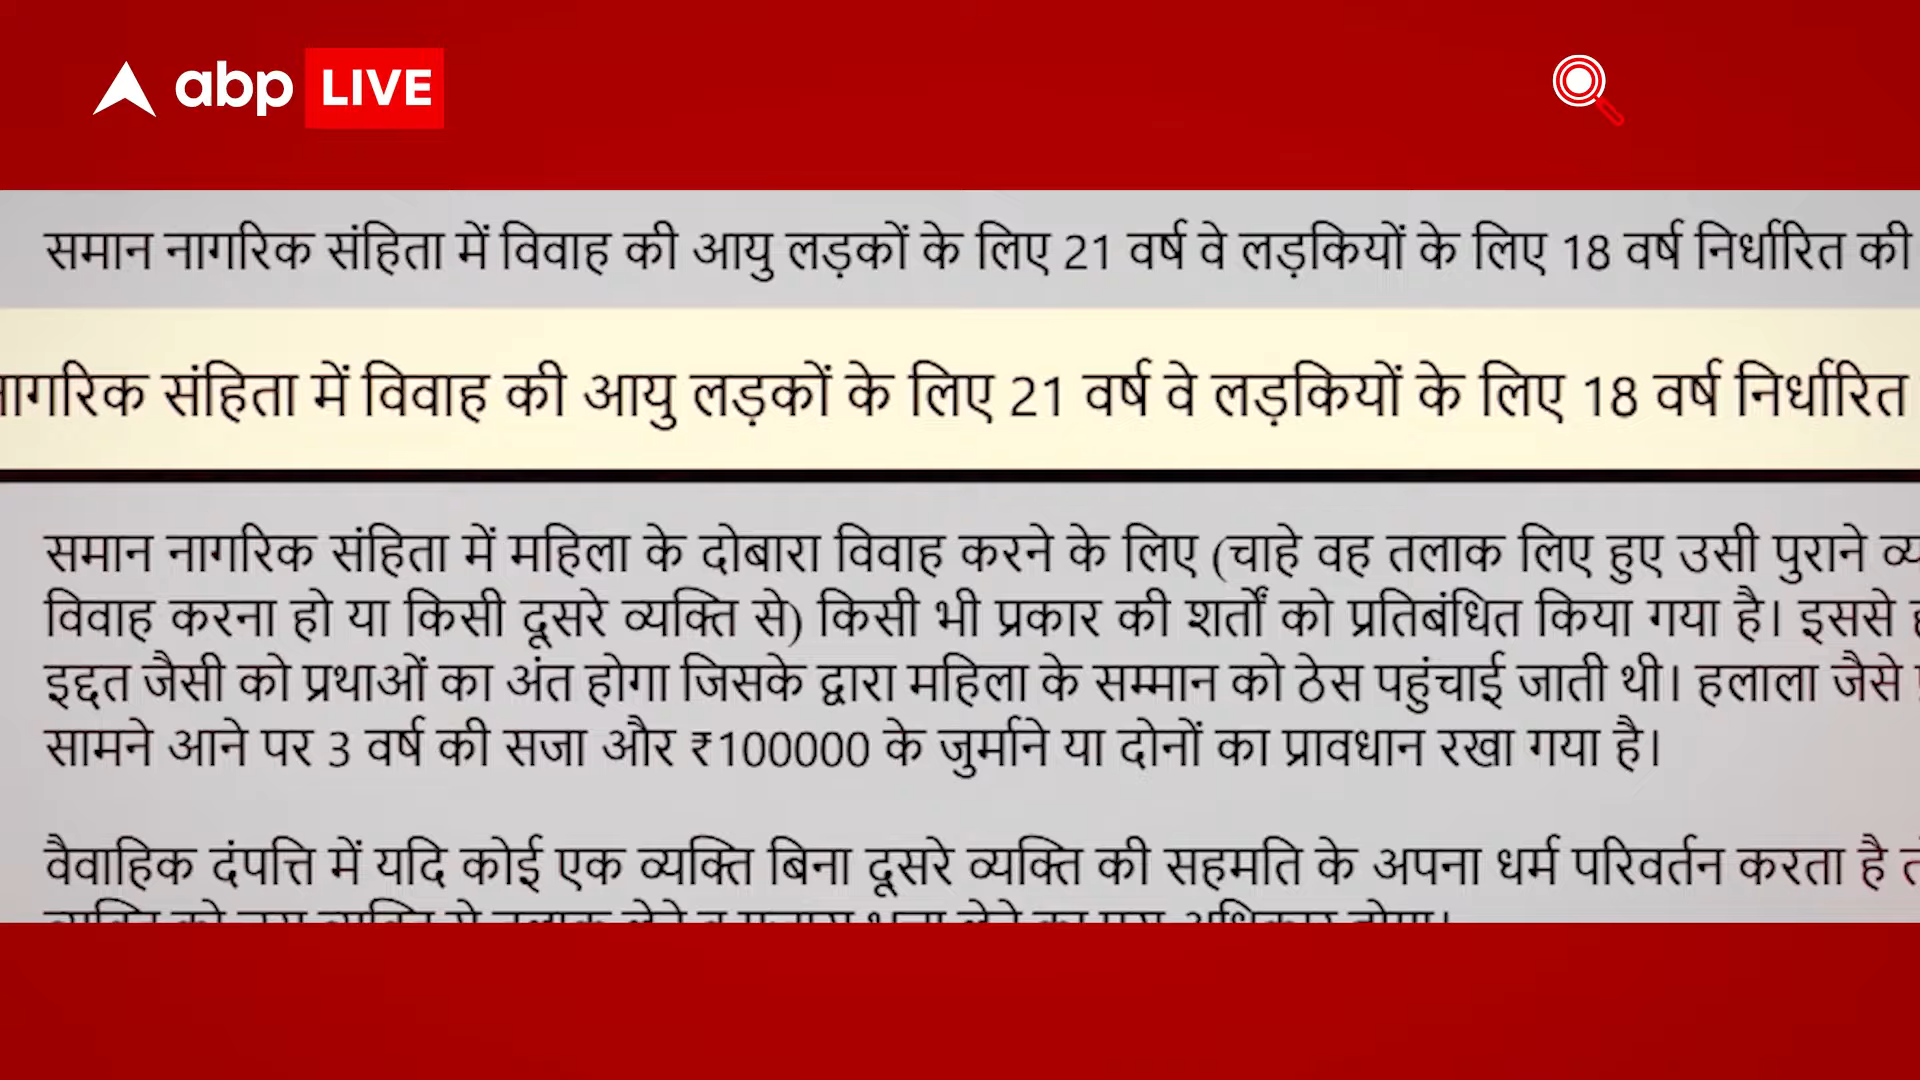 abp LIVE
समान नागरिक संहिता में विवाह की आयु लड़कों के लिए 21 वर्ष वे लड़कियों के लिए 18 वर्ष निर्धारित की
संहिता में विवाह की आयु लड़कों के लिए 21 वर्ष वे लड़कियों के लिए 18 वर्ष निर्धारित
समान नागरिक संहिता में महिला के दोबारा विवाह करने के लिए (चाहे वह तलाक लिए हुए उसी पुराने
विवाह करना हो या किसी दूसरे व्यक्ति से) किसी भी प्रकार की शर्तों को प्रतिबंधित किया गया है। इससे
इद्दत जैसी को प्रथाओं का अंत होगा जिसके द्वारा महिला के सम्मान को ठेस पहुंचाई जाती थी। हलाला जैसे
सामने आने पर 3 वर्ष की सजा और ₹100000 के जुर्माने या दोनों का प्रावधान रखा गया है।
वैवाहिक दंपत्ति में यदि कोई एक व्यक्ति बिना दूसरे व्यक्ति की सहमति के अपना धर्म परिवर्तन करता है